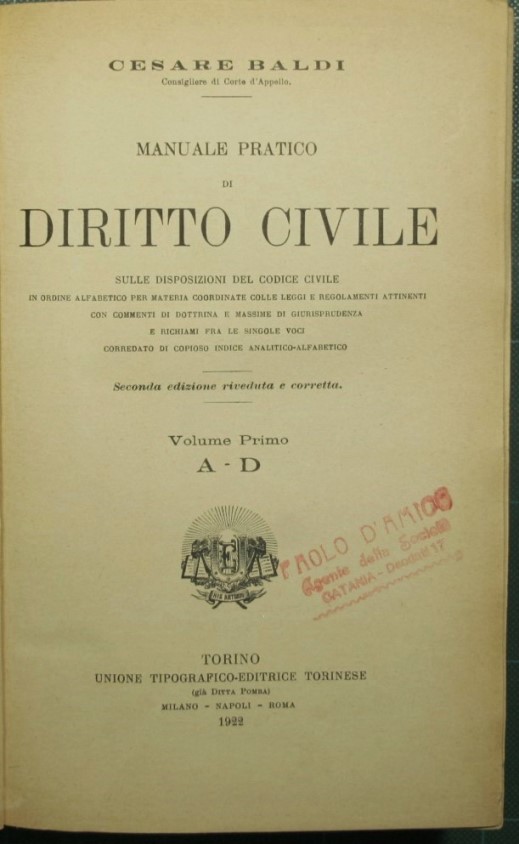 CESARE BALDI
Consigliere di Corte d'Appello.
MANUALE PRATICO
DI
DIRITTO CIVILE
SULLE DISPOSIZIONI DEL CODICE CIVILE
IN ORDINE ALFABETICO PER MATERIA COORDINATE COLLE LEGGI E REGOLAMENTI ATTINENTI
CON COMMENTI DI DOTTRINA E MASSIME DI GIURISPRUDENZA
E RICHIAMI FRA LE SINGOLE VOCI
CORREDATO DI COPIOSO INDICE ANALITICO-ALFABETICO
Seconda edizione riveduta e corretta.
Volume Primo
A - D
PAOLO D'AMICO
Agente della Società
CATANIA -
TORINO
UNIONE TIPOGRAFICO-EDITRICE TORINESE
(già DITTA POMBA)
MILANO - NAPOLI - ROMA
1922